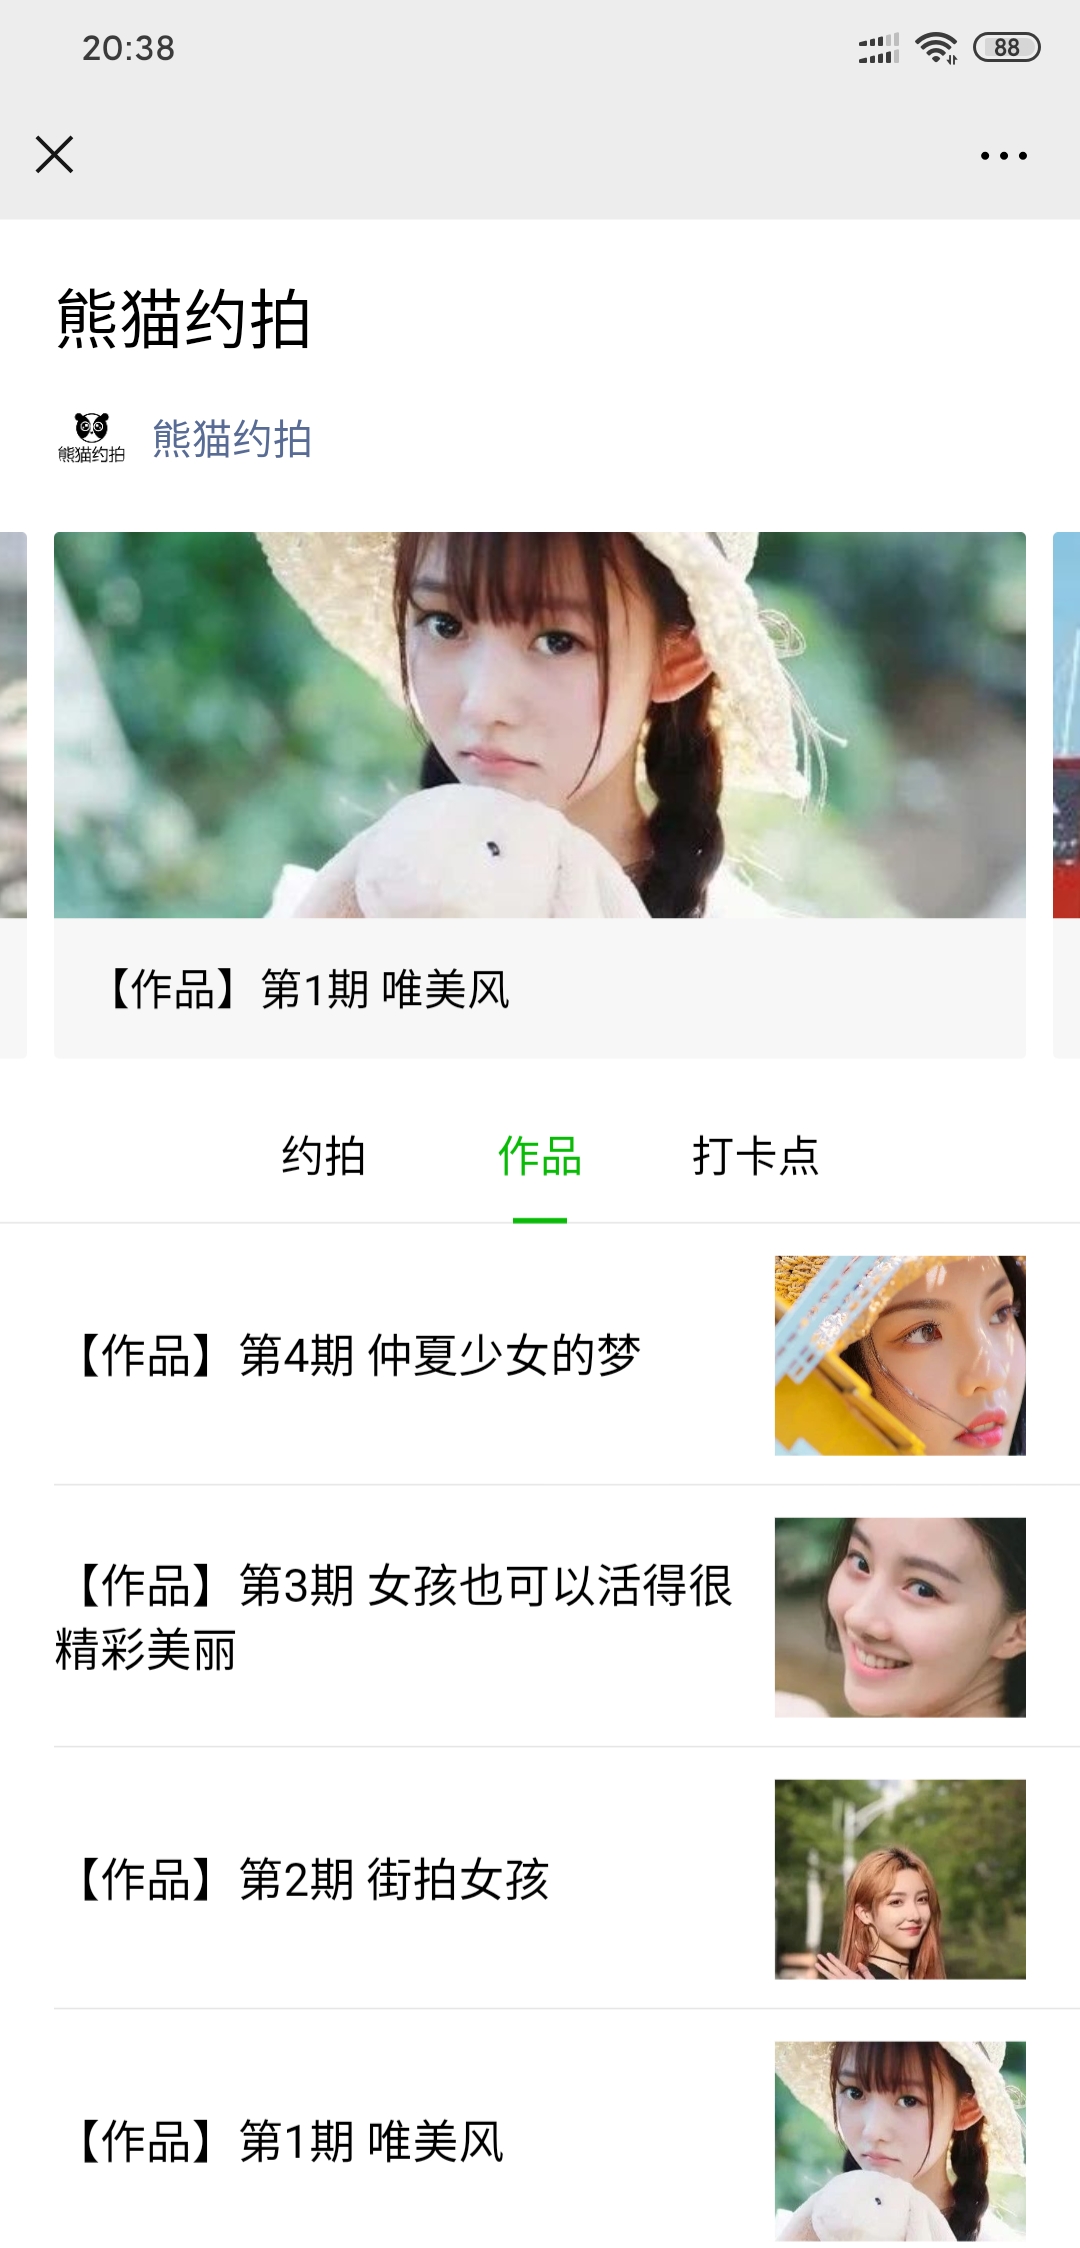 20:38
88
熊猫约拍
熊猫约拍
熊猫约拍
【作品】第1期 唯美风
约拍
作品
打卡点
【作品】第4期 仲夏少女的梦
【作品】第3期 女孩也可以活得很
精彩美丽
【作品】第2期 街拍女孩
【作品】第1期 唯美风